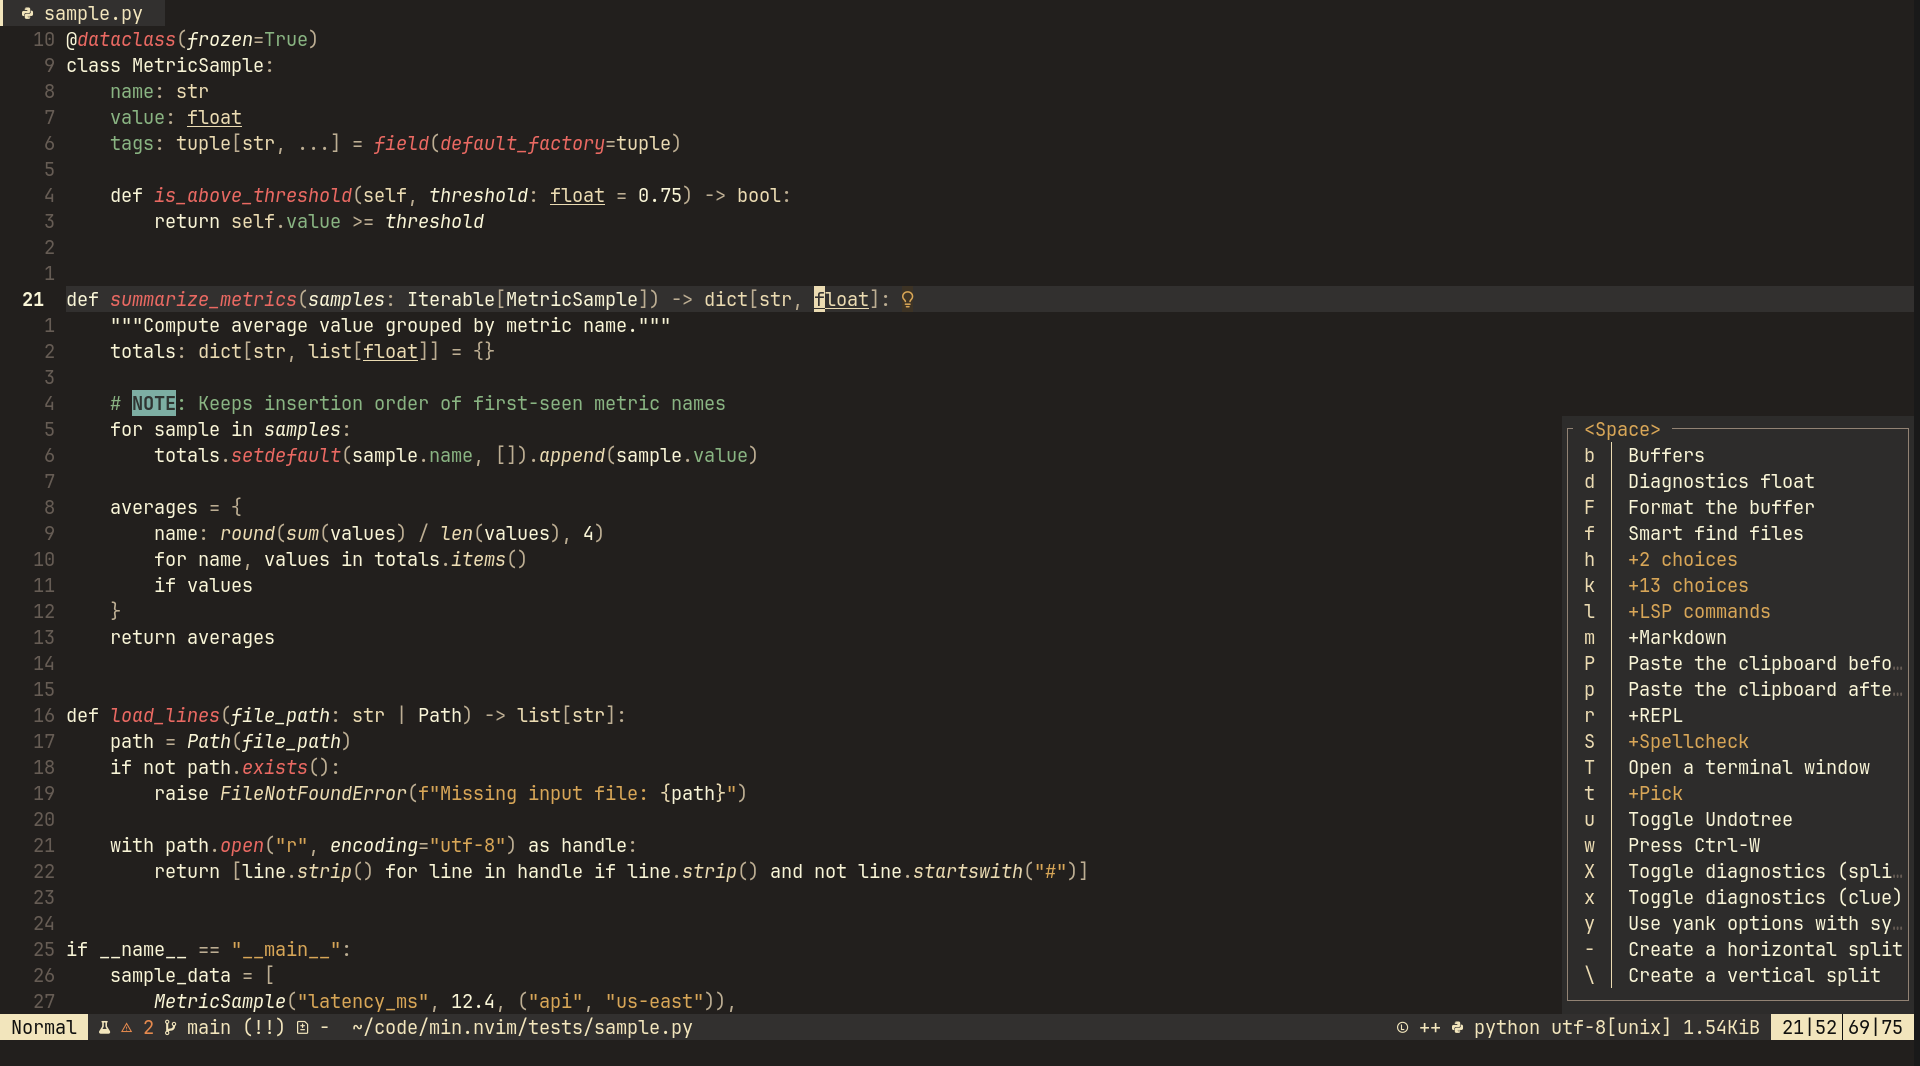 sample.py
10 @dataclass(frozen=True)
9 class MetricSample:
8     name: str
7     value: float
6     tags: tuple[str, ...] = field(default_factory=tuple)
5
4     def is_above_threshold(self, threshold: float = 0.75) -> bool:
3         return self.value >= threshold
2
1
21 def summarize_metrics(samples: Iterable[MetricSample]) -> dict[str, float]:
1     """Compute average value grouped by metric name."""
2     totals: dict[str, list[float]] = {}
3
4     # NOTE: Keeps insertion order of first-seen metric names
5     for sample in samples:
6         totals.setdefault(sample.name, []).append(sample.value)
7
8     averages = {
9         name: round(sum(values) / len(values), 4)
10         for name, values in totals.items()
11         if values
12     }
13     return averages
14
15
16 def load_lines(file_path: str | Path) -> list[str]:
17     path = Path(file_path)
18     if not path.exists():
19         raise FileNotFoundError(f"Missing input file: {path}")
20
21     with path.open("r", encoding="utf-8") as handle:
22         return [line.strip() for line in handle if line.strip() and not line.startswith("#")]
23
24
25 if __name__ == "__main__":
26     sample_data = [
27         MetricSample("latency_ms", 12.4, ("api", "us-east")),
<Space>
b Buffers
d Diagnostics float
F Format the buffer
f Smart find files
h +2 choices
k +13 choices
l +LSP commands
m +Markdown
P Paste the clipboard befo…
p Paste the clipboard afte…
r +REPL
S +Spellcheck
T Open a terminal window
t +Pick
u Toggle Undotree
w Press Ctrl-W
X Toggle diagnostics (spli…
x Toggle diagnostics (clue)
y Use yank options with sy…
- Create a horizontal split
\ Create a vertical split
Normal 2 main (!!) - ~/code/min.nvim/tests/sample.py ++ python utf-8[unix] 1.54KiB 21|52 69|75